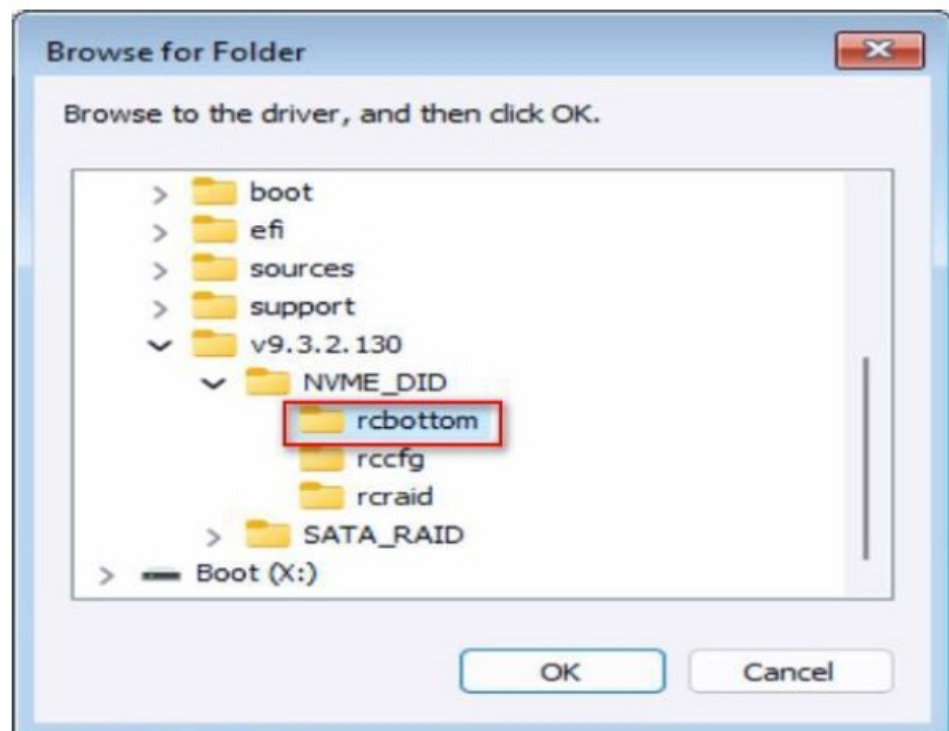 Browse for Folder
Browse to the driver, and then click OK.
boot
efi
sources
support
v9.3.2.130
NVME_DID
rcbottom
rccfg
rcraid
SATA_RAID
Boot (X:)
OK Cancel